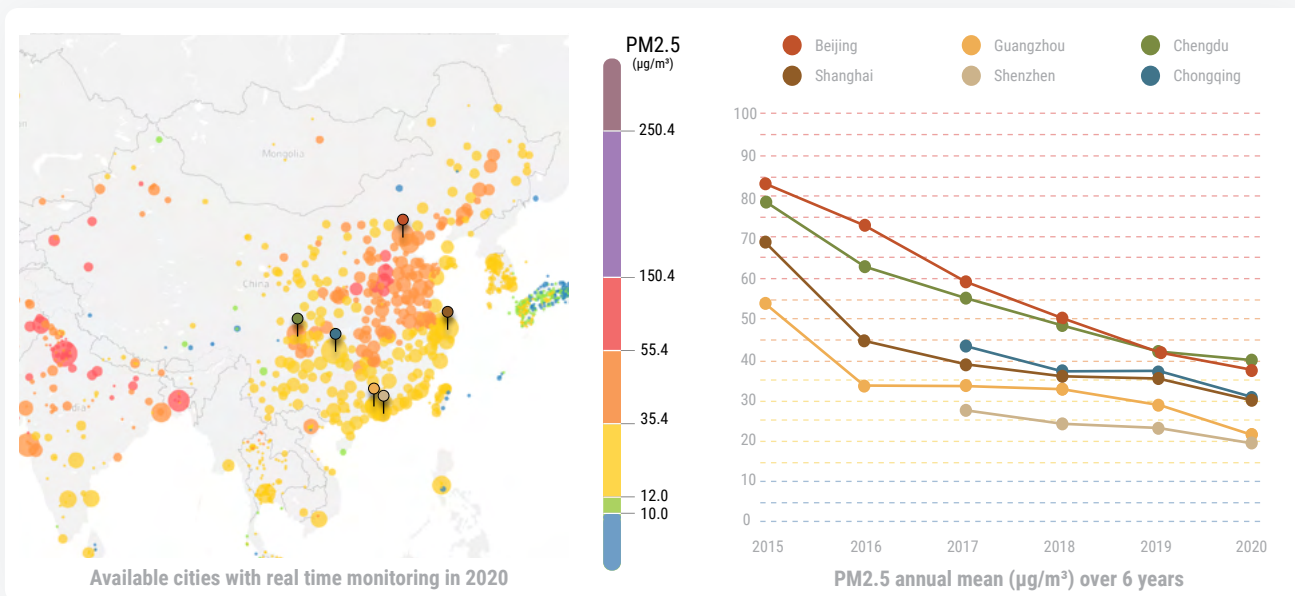 PM2.5
(µg/m³)
250.4
150.4
55.4
35.4
12.0
10.0
Mongolia
China
Available cities with real time monitoring in 2020
Beijing
Guangzhou
Chengdu
Shanghai
Shenzhen
Chongqing
100
90
80
70
60
50
40
30
20
10
0
2015 2016 2017 2018 2019 2020
PM2.5 annual mean (µg/m³) over 6 years